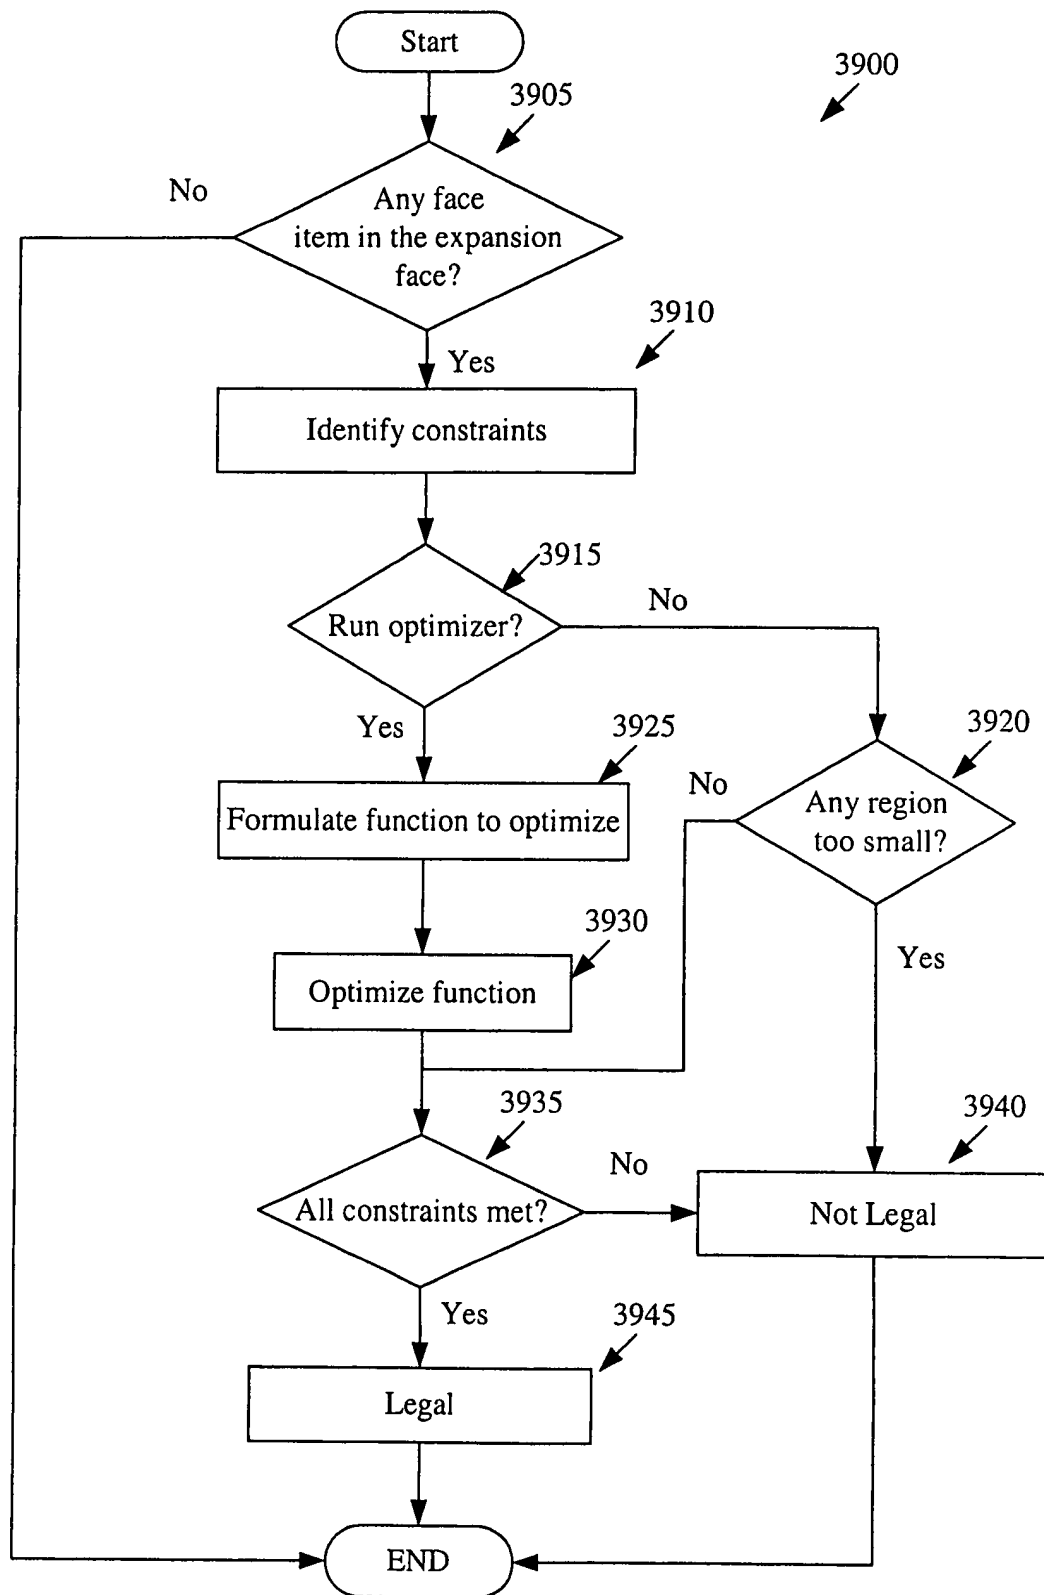 Start
3900
3905
No
Any face
item in the expansion
face?
3910
Yes
Identify constraints
3915
No
Run optimizer?
Yes
3925
3920
No
Any region
too small?
Formulate function to optimize
3930
Yes
Optimize function
3935
3940
No
All constraints met?
Not Legal
Yes
3945
Legal
END